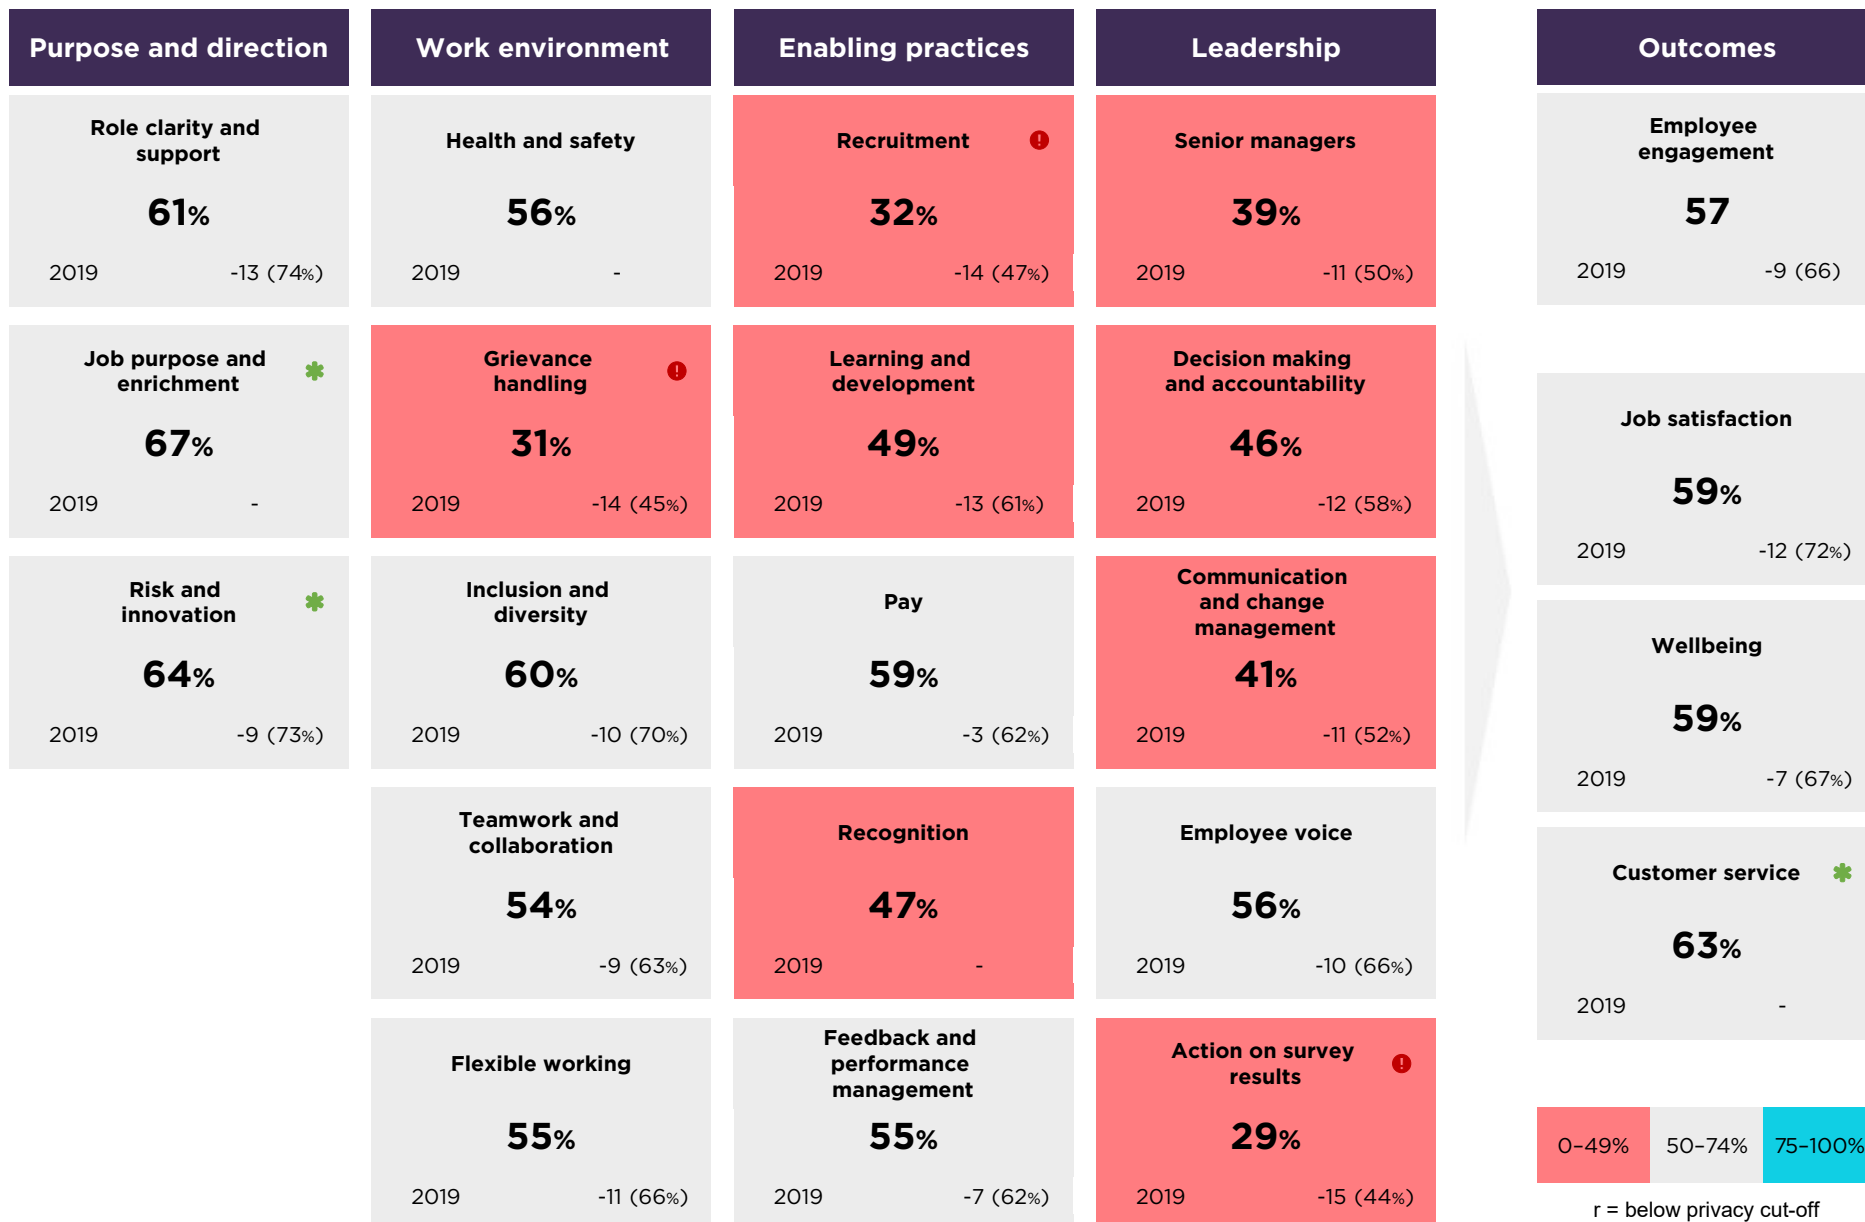 Purpose and direction
Role clarity and
support
61%
2019 -13 (74%)
Job purpose and
enrichment
67%
2019 -
Risk and
innovation
64%
2019 -9 (73%)
Work environment
Health and safety
56%
2019 -
Grievance
handling
31%
2019 -14 (45%)
Inclusion and
diversity
60%
2019 -10 (70%)
Teamwork and
collaboration
54%
2019 -9 (63%)
Flexible working
55%
2019 -11 (66%)
Enabling practices
Recruitment
32%
2019 -14 (47%)
Learning and
development
49%
2019 -13 (61%)
Pay
59%
2019 -3 (62%)
Recognition
47%
2019 -
Feedback and
performance
management
55%
2019 -7 (62%)
Leadership
Senior managers
39%
2019 -11 (50%)
Decision making
and accountability
46%
2019 -12 (58%)
Communication
and change
management
41%
2019 -11 (52%)
Employee voice
56%
2019 -10 (66%)
Action on survey
results
29%
2019 -15 (44%)
Outcomes
Employee
engagement
57
2019 -9 (66)
Job satisfaction
59%
2019 -12 (72%)
Wellbeing
59%
2019 -7 (67%)
Customer service
63%
2019 -
0–49% 50–74% 75–100%
r = below privacy cut-off